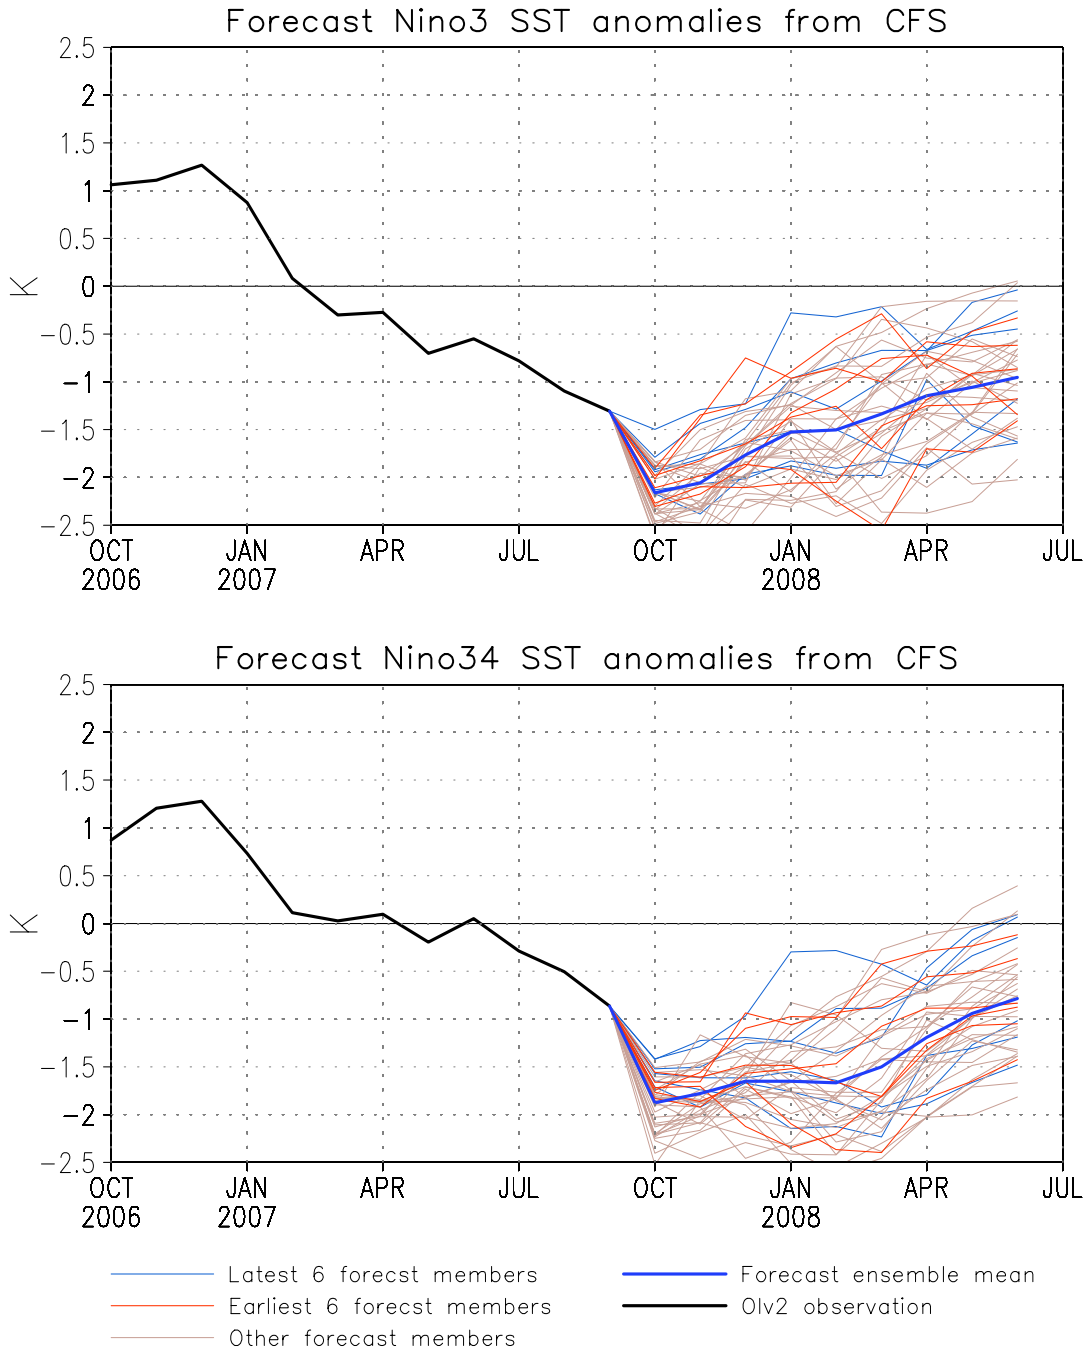 Forecast Nino3 SST anomalies from CFS
2.5
2
1.5
1
0.5
0
−0.5
−1
−1.5
−2
−2.5
K
OCT JAN APR JUL OCT JAN APR JUL
2006 2007 2008
Forecast Nino34 SST anomalies from CFS
2.5
2
1.5
1
0.5
0
−0.5
−1
−1.5
−2
−2.5
K
OCT JAN APR JUL OCT JAN APR JUL
2006 2007 2008
Latest 6 forecst members
Earliest 6 forecst members
Other forecast members
Forecast ensemble mean
OIv2 observation